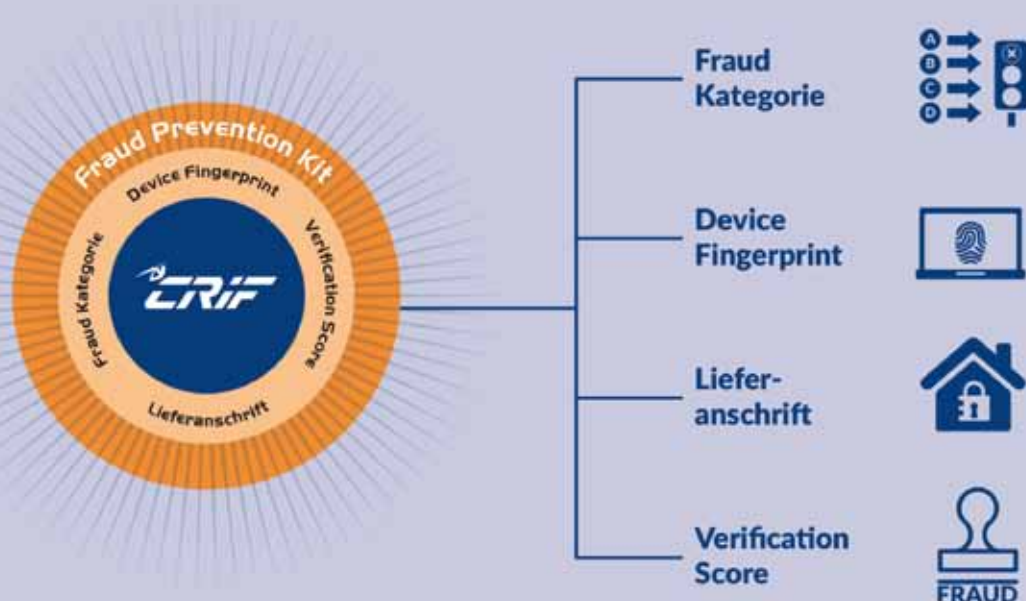 Fraud Prevention Kit
Device Fingerprint
Fraud Kategorie
Verification Score
Lieferanschrift
CRIF
Fraud
Kategorie
A
B
C
D
X
Device
Fingerprint
Liefer-
anschrift
Verification
Score
FRAUD